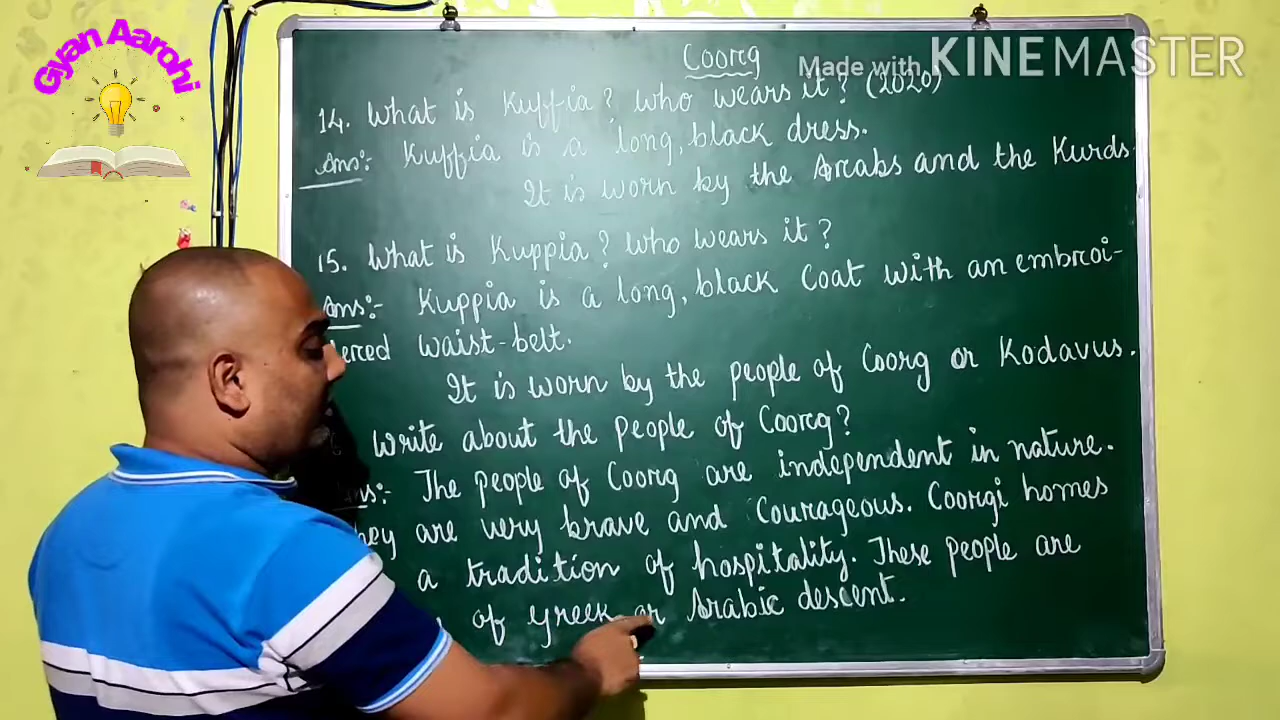 Gyan Aarohi
Made with KINEMASTER
Coorg
14. What is Kuffia? who wears it? (2020)
Ans:- Kuffia is a long, black dress.
It is worn by the Arabs and the Kurds.
15. What is Kuppia? who wears it?
Ans:- Kuppia is a long, black Coat with an embroi-
dered waist-belt.
It is worn by the people of Coorg or Kodavus.
Write about the people of Coorg?
Ans:- The people of Coorg are independent in nature.
They are very brave and Courageous. Coorgi homes
a tradition of hospitality. These people are
of Greek or Arabic descent.